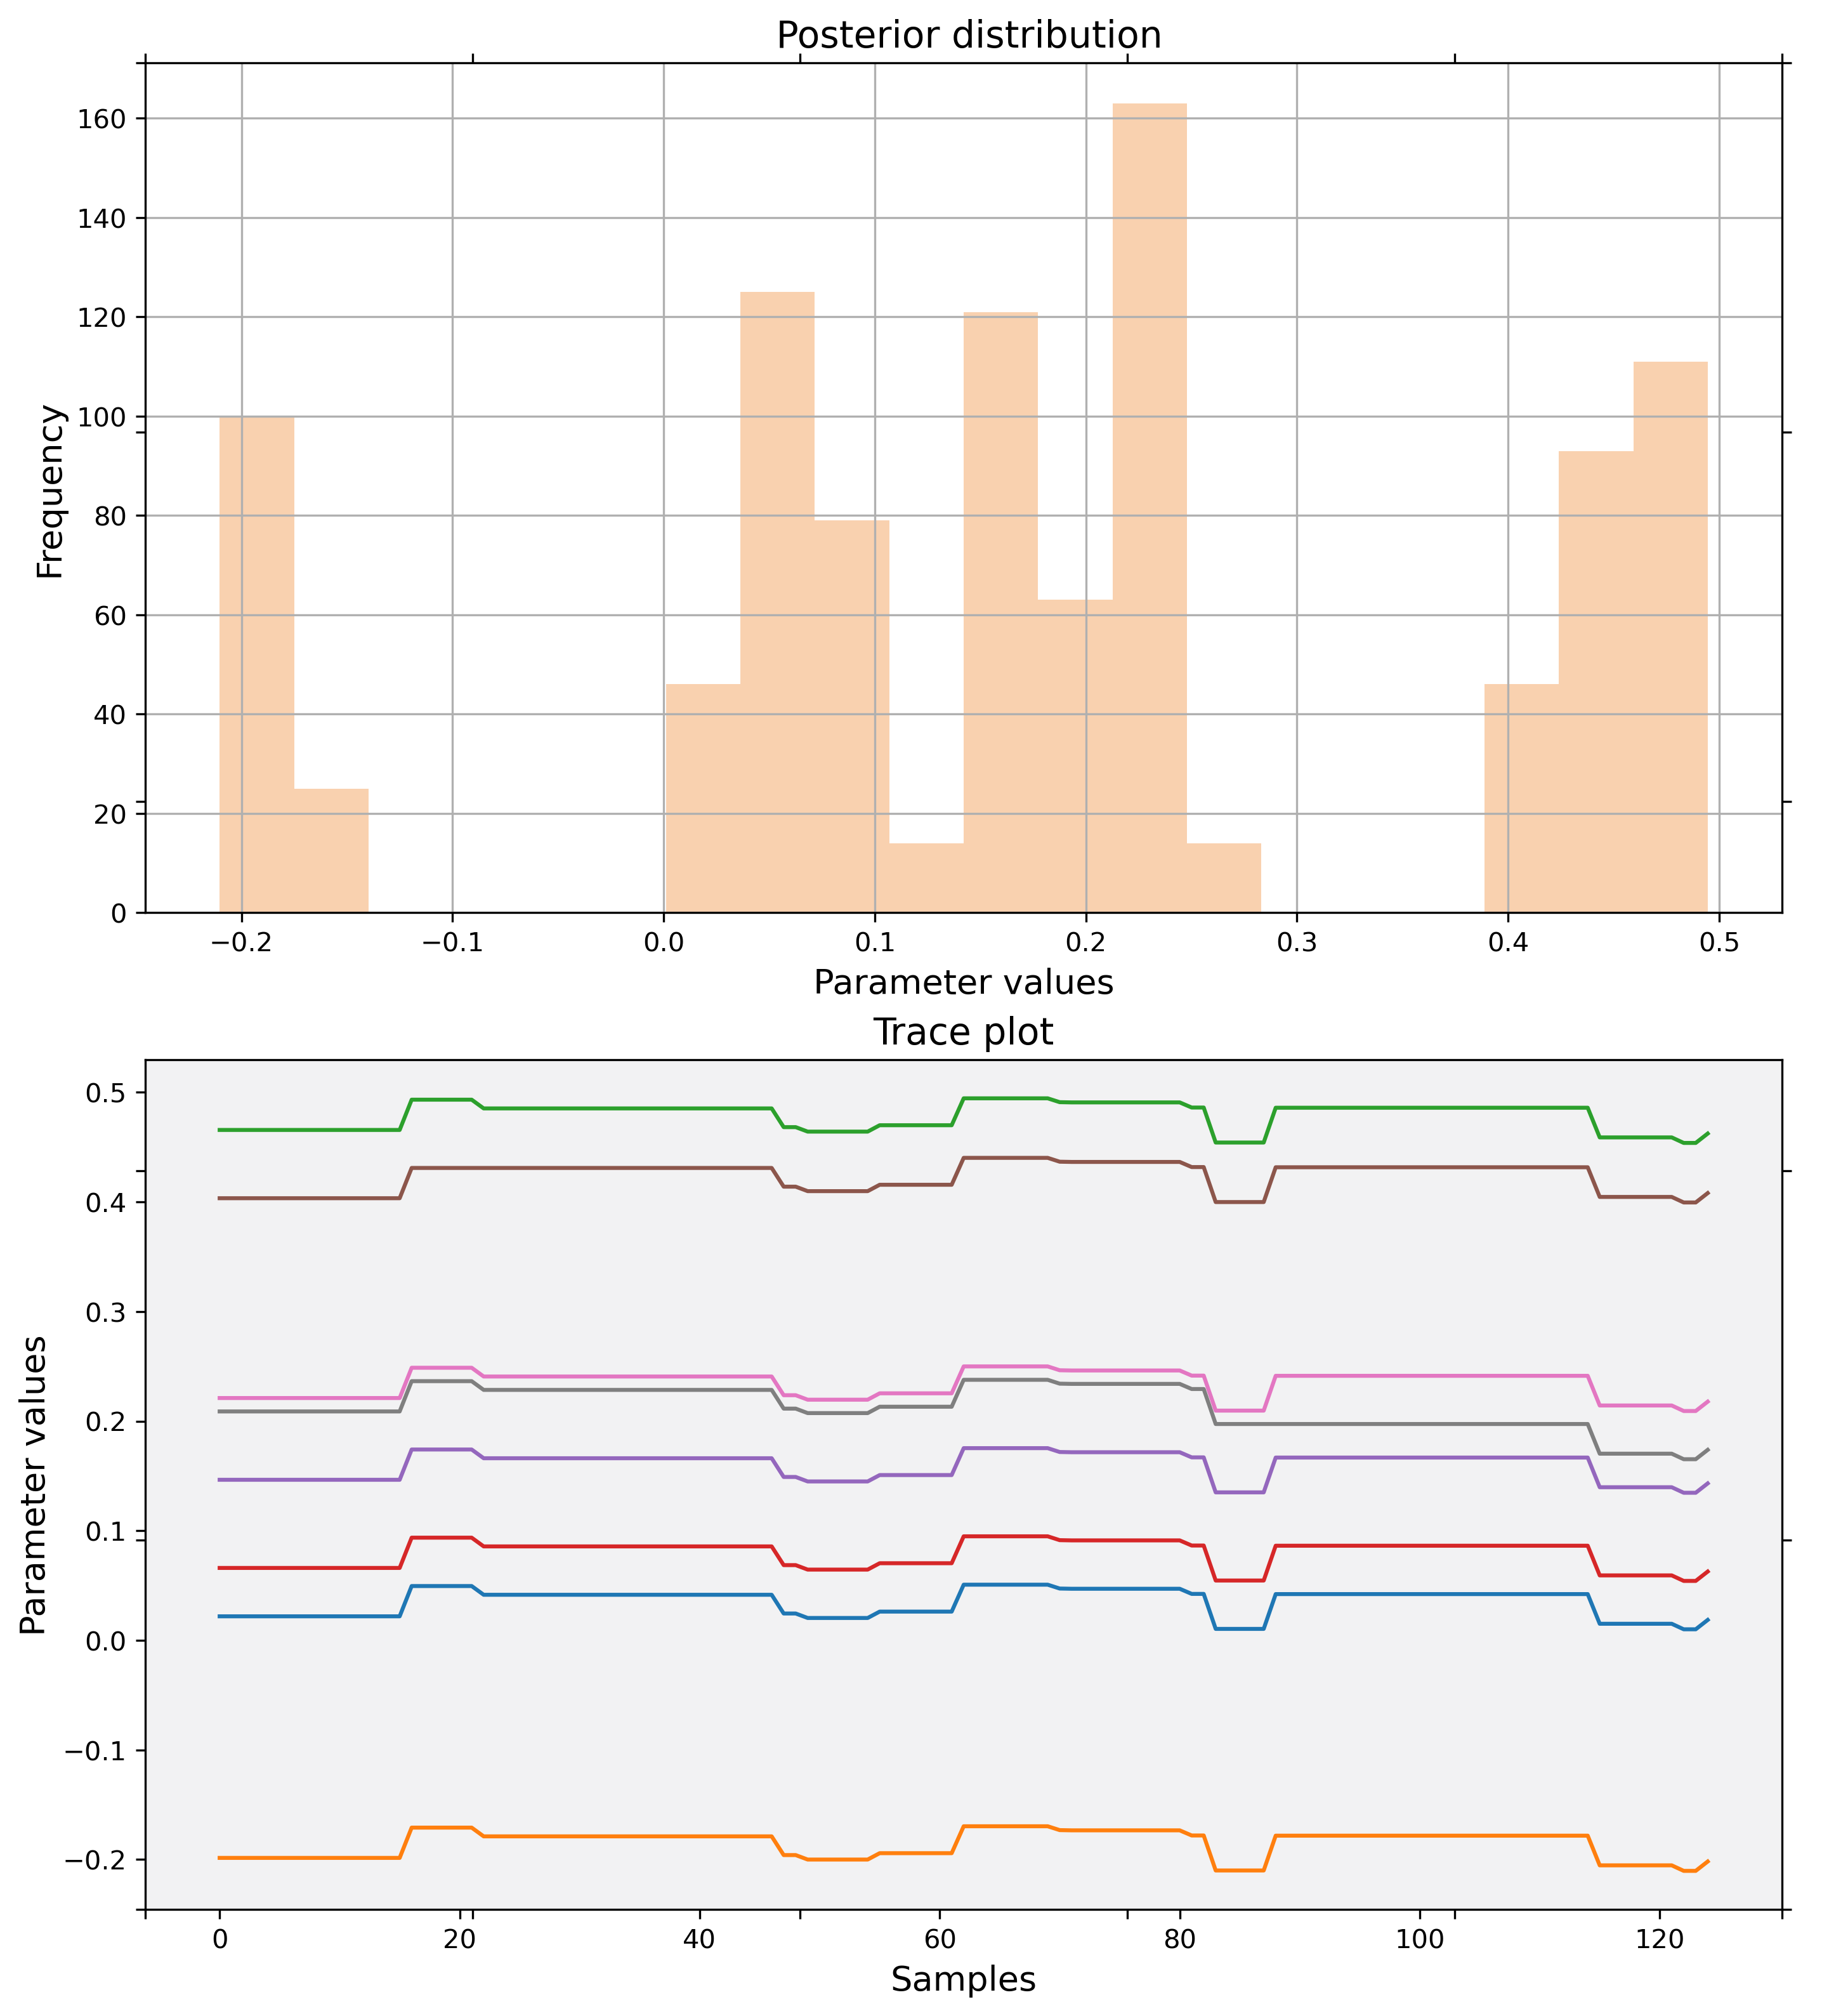 Posterior distribution
160
140
120
100
80
60
40
20
0
Frequency
−0.2 −0.1 0.0 0.1 0.2 0.3 0.4 0.5
Parameter values
Trace plot
0.5
0.4
0.3
0.2
0.1
0.0
−0.1
−0.2
Parameter values
0 20 40 60 80 100 120
Samples